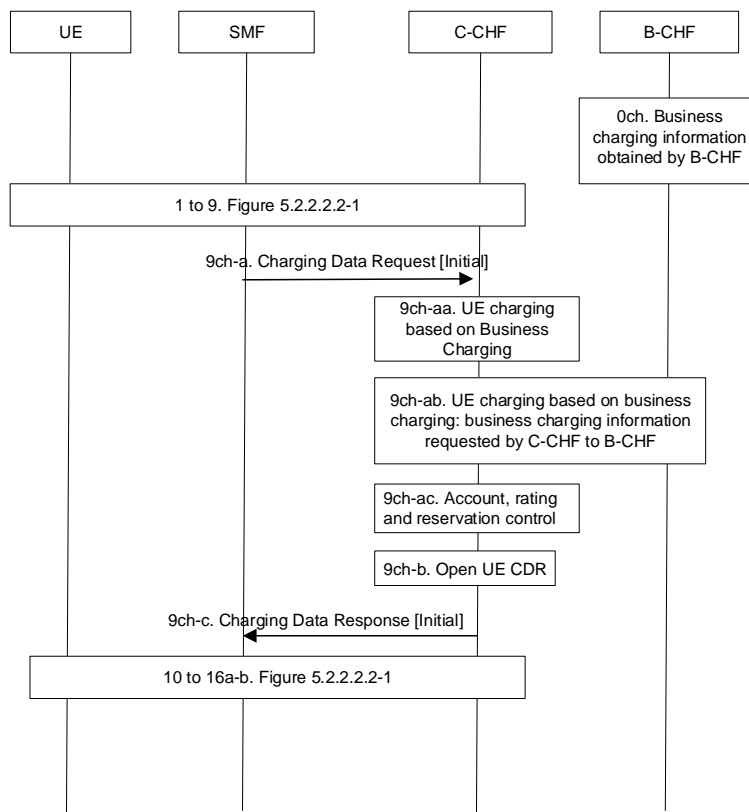 UE
SMF
C-CHF
B-CHF
0ch. Business
charging information
obtained by B-CHF
1 to 9. Figure 5.2.2.2.2-1
9ch-a. Charging Data Request [Initial]
9ch-aa. UE charging
based on Business
Charging
9ch-ab. UE charging based on business
charging: business charging information
requested by C-CHF to B-CHF
9ch-ac. Account, rating
and reservation control
9ch-b. Open UE CDR
9ch-c. Charging Data Response [Initial]
10 to 16a-b. Figure 5.2.2.2.2-1